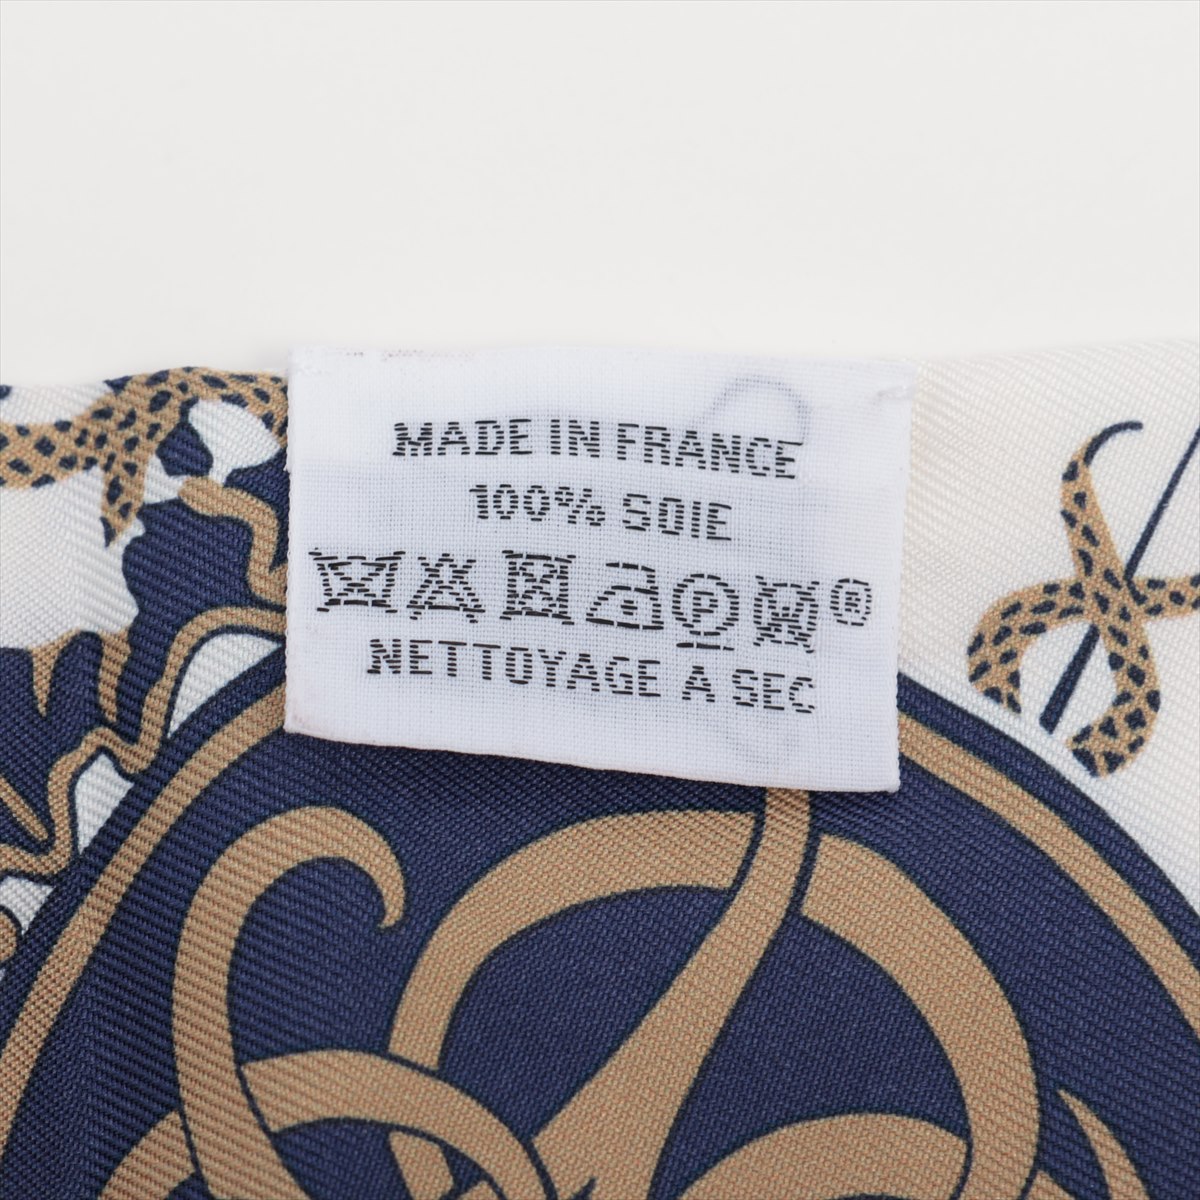 MADE IN FRANCE
100% SOIE
P ®
NETTOYAGE A SEC